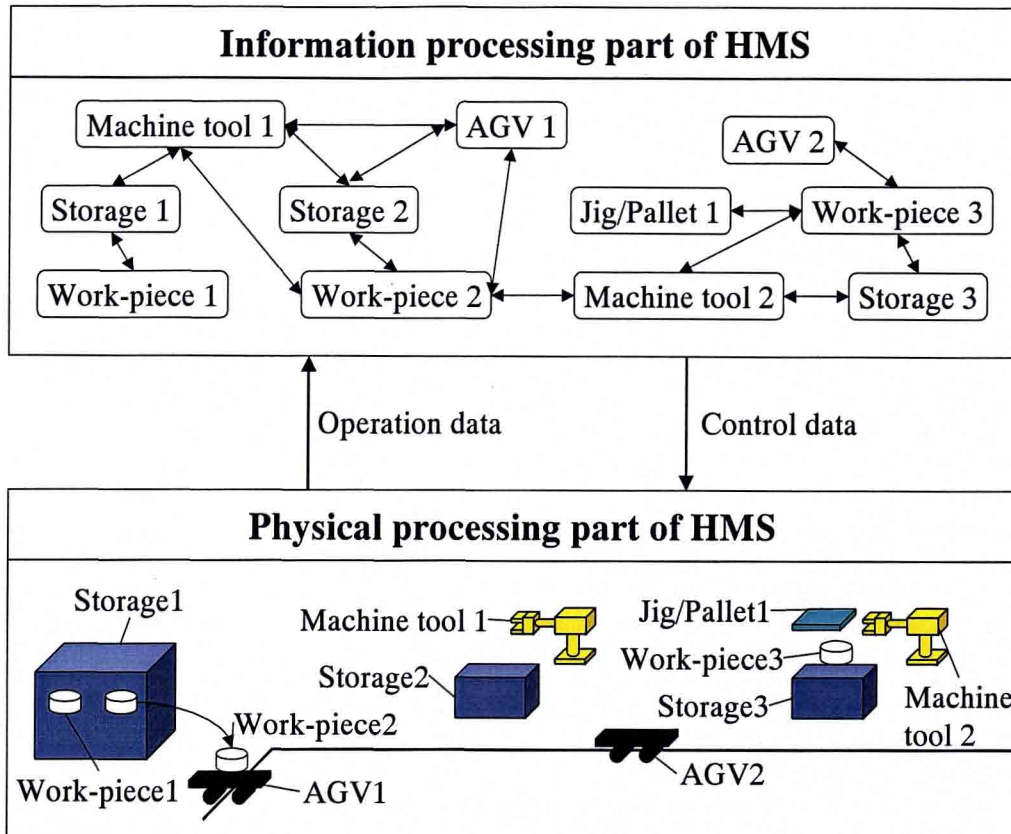 Information processing part of HMS
Machine tool 1
AGV 1
AGV 2
Storage 1
Storage 2
Jig/Pallet 1
Work-piece 3
Work-piece 1
Work-piece 2
Machine tool 2
Storage 3
Operation data
Control data
Physical processing part of HMS
Storage1
Machine tool 1
Jig/Pallet1
Work-piece3
Storage2
Storage3
Machine
tool 2
Work-piece2
Work-piece1
AGV1
AGV2